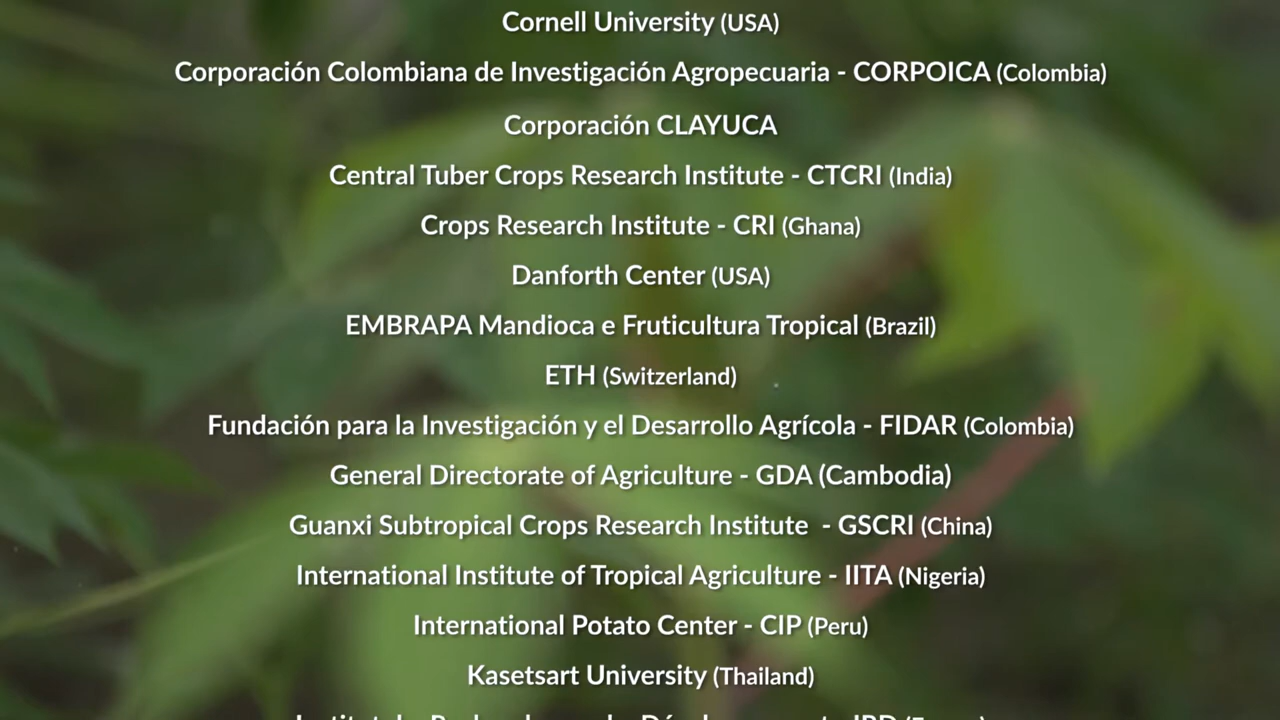 Cornell University (USA)
Corporación Colombiana de Investigación Agropecuaria - CORPOICA (Colombia)
Corporación CLAYUCA
Central Tuber Crops Research Institute - CTCRI (India)
Crops Research Institute - CRI (Ghana)
Danforth Center (USA)
EMBRAPA Mandioca e Fruticultura Tropical (Brazil)
ETH (Switzerland)
Fundación para la Investigación y el Desarrollo Agrícola - FIDAR (Colombia)
General Directorate of Agriculture - GDA (Cambodia)
Guanxi Subtropical Crops Research Institute - GSCRI (China)
International Institute of Tropical Agriculture - IITA (Nigeria)
International Potato Center - CIP (Peru)
Kasetsart University (Thailand)